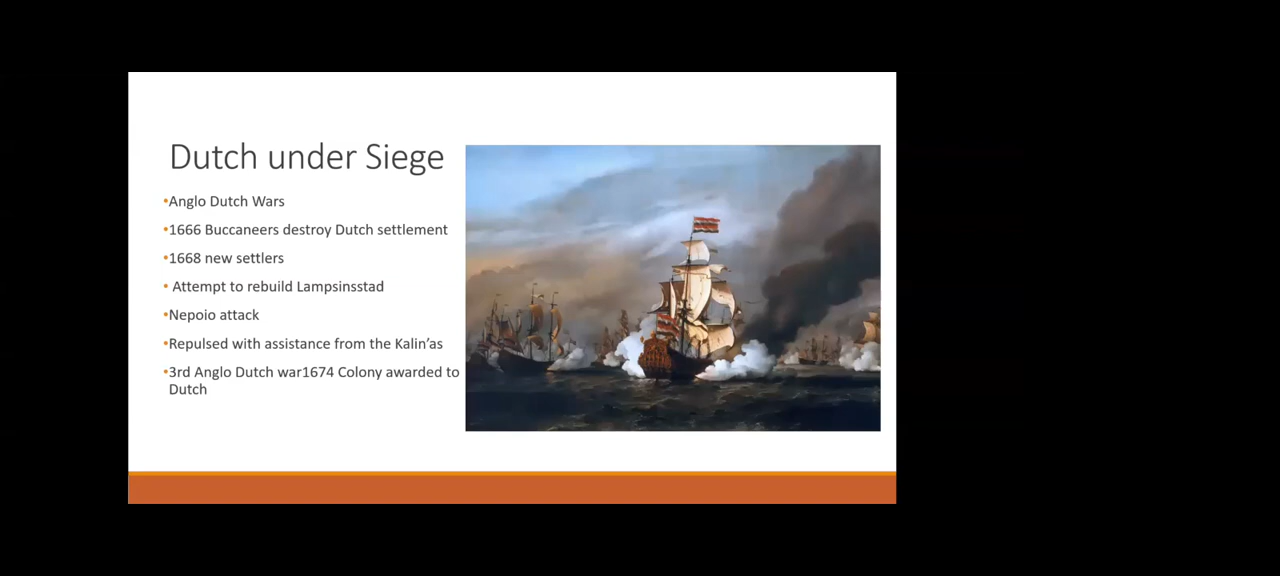 Dutch under Siege
•Anglo Dutch Wars
•1666 Buccaneers destroy Dutch settlement
•1668 new settlers
• Attempt to rebuild Lampsinsstad
•Nepoio attack
•Repulsed with assistance from the Kalin’as
•3rd Anglo Dutch war1674 Colony awarded to
Dutch